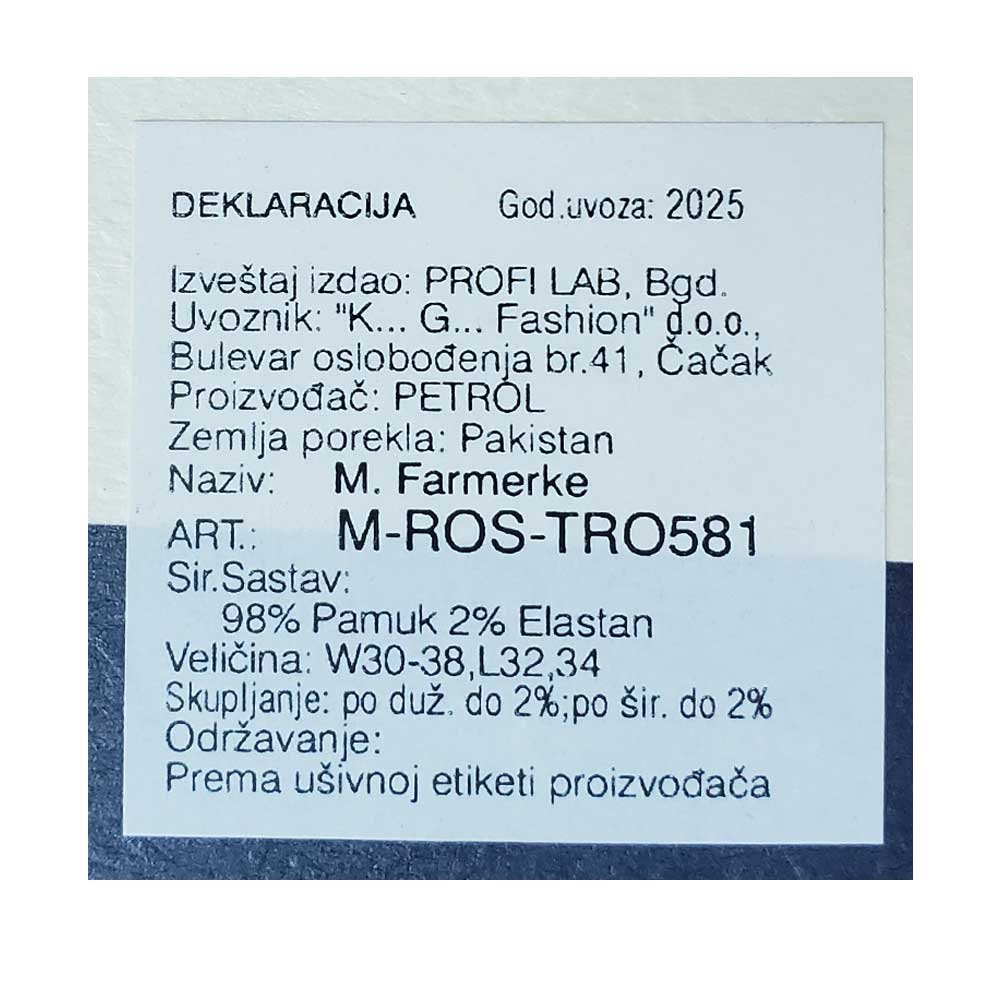 DEKLARACIJA God.uvoza: 2025
Izveštaj izdao: PROFI LAB, Bgd.
Uvoznik: "K... G... Fashion" d.o.o.,
Bulevar oslobođenja br.41, Čačak
Proizvođač: PETROL
Zemlja porekla: Pakistan
Naziv: M. Farmerke
ART.: M-ROS-TRO581
Sir.Sastav:
98% Pamuk 2% Elastan
Veličina: W30-38,L32,34
Skupljanje: po duž. do 2%;po šir. do 2%
Održavanje:
Prema ušivnoj etiketi proizvođača